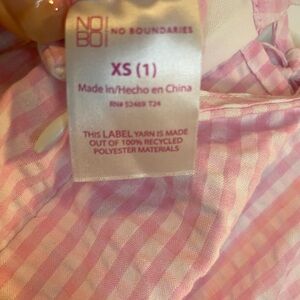 NO
BO
NO BOUNDARIES
XS (1)
Made in/Hecho en China
RN# 52469 T24
THIS LABEL YARN IS MADE
OUT OF 100% RECYCLED
POLYESTER MATERIALS